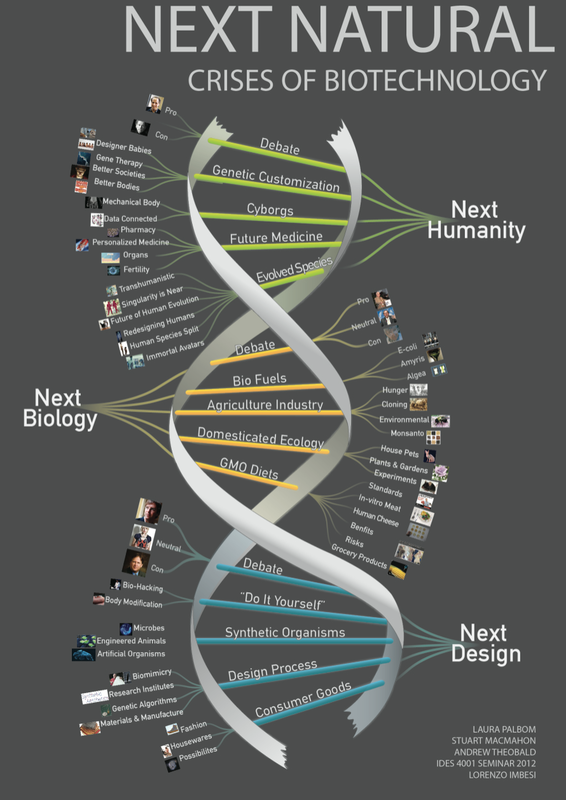 NEXT NATURAL
CRISES OF BIOTECHNOLOGY
Pro
Con
Designer Babies
Gene Therapy
Better Societies
Better Bodies
Mechanical Body
Data Connected
Pharmacy
Personalized Medicine
Organs
Fertility
Transhumanistic
Singularity is Near
Future of Human Evolution
Redesigning Humans
Human Species Split
Immortal Avatars
Debate
Genetic Customization
Cyborgs
Future Medicine
Evolved Species
Next
Humanity
Next
Biology
Debate
Bio Fuels
Agriculture Industry
Domesticated Ecology
GMO Diets
Pro
Neutral
Con
E-coli
Amyris
Algea
Hunger
Cloning
Environmental
Monsanto
House Pets
Plants & Gardens
Experiments
Standards
In-vitro Meat
Human Cheese
Benfits
Risks
Grocery Products
Pro
Neutral
Con
Bio-Hacking
Body Modification
Microbes
Engineered Animals
Artificial Organisms
Biomimicry
Research Institutes
Genetic Algorithms
Materials & Manufacture
Fashion
Housewares
Possibilites
Debate
"Do It Yourself"
Synthetic Organisms
Design Process
Consumer Goods
Next
Design
LAURA PALBOM
STUART MACMAHON
ANDREW THEOBALD
IDES 4001 SEMINAR 2012
LORENZO IMBESI